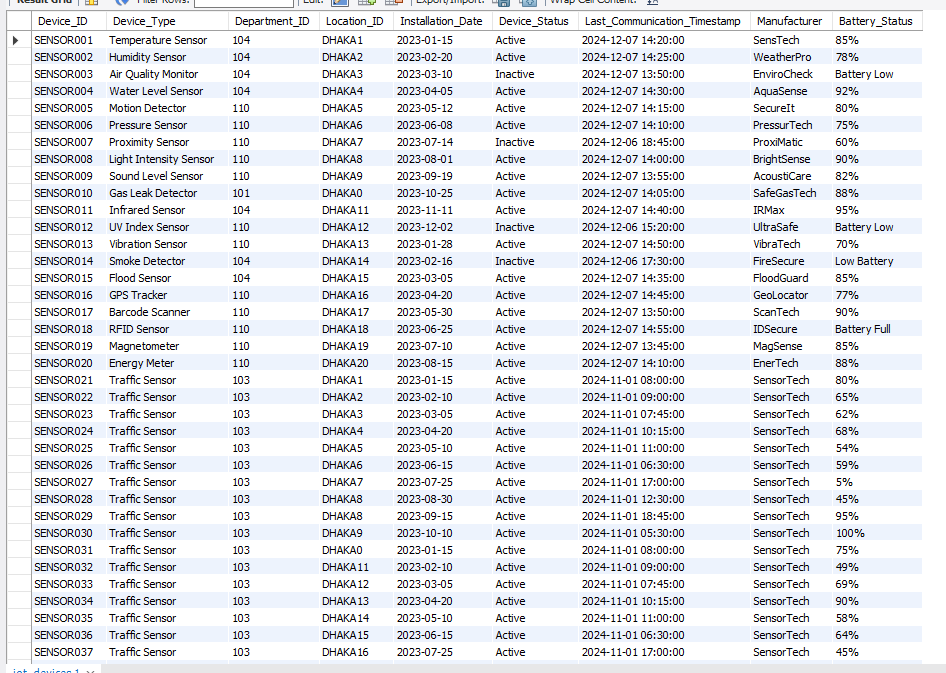 Result Grid Filter Rows: Edit: Export/Import: Wrap Cell Content:
Device_ID Device_Type Department_ID Location_ID Installation_Date Device_Status Last_Communication_Timestamp Manufacturer Battery_Status
SENSOR001 Temperature Sensor 104 DHAKA1 2023-01-15 Active 2024-12-07 14:20:00 SensTech 85%
SENSOR002 Humidity Sensor 104 DHAKA2 2023-02-20 Active 2024-12-07 14:25:00 WeatherPro 78%
SENSOR003 Air Quality Monitor 104 DHAKA3 2023-03-10 Inactive 2024-12-07 13:50:00 EnviroCheck Battery Low
SENSOR004 Water Level Sensor 104 DHAKA4 2023-04-05 Active 2024-12-07 14:30:00 AquaSense 92%
SENSOR005 Motion Detector 110 DHAKA5 2023-05-12 Active 2024-12-07 14:15:00 SecureIt 80%
SENSOR006 Pressure Sensor 110 DHAKA6 2023-06-08 Active 2024-12-07 14:10:00 PressurTech 75%
SENSOR007 Proximity Sensor 110 DHAKA7 2023-07-14 Inactive 2024-12-06 18:45:00 ProxiMatic 60%
SENSOR008 Light Intensity Sensor 110 DHAKA8 2023-08-01 Active 2024-12-07 14:00:00 BrightSense 90%
SENSOR009 Sound Level Sensor 110 DHAKA9 2023-09-19 Active 2024-12-07 13:55:00 AcoustiCare 82%
SENSOR010 Gas Leak Detector 101 DHAKA0 2023-10-25 Active 2024-12-07 14:05:00 SafeGasTech 88%
SENSOR011 Infrared Sensor 104 DHAKA11 2023-11-11 Active 2024-12-07 14:40:00 IRMax 95%
SENSOR012 UV Index Sensor 110 DHAKA12 2023-12-02 Inactive 2024-12-06 15:20:00 UltraSafe Battery Low
SENSOR013 Vibration Sensor 110 DHAKA13 2023-01-28 Active 2024-12-07 14:50:00 VibraTech 70%
SENSOR014 Smoke Detector 104 DHAKA14 2023-02-16 Inactive 2024-12-06 17:30:00 FireSecure Low Battery
SENSOR015 Flood Sensor 104 DHAKA15 2023-03-05 Active 2024-12-07 14:35:00 FloodGuard 85%
SENSOR016 GPS Tracker 110 DHAKA16 2023-04-20 Active 2024-12-07 14:45:00 GeoLocator 77%
SENSOR017 Barcode Scanner 110 DHAKA17 2023-05-30 Active 2024-12-07 13:50:00 ScanTech 90%
SENSOR018 RFID Sensor 110 DHAKA18 2023-06-25 Active 2024-12-07 14:55:00 IDSecure Battery Full
SENSOR019 Magnetometer 110 DHAKA19 2023-07-10 Active 2024-12-07 13:45:00 MagSense 85%
SENSOR020 Energy Meter 110 DHAKA20 2023-08-15 Active 2024-12-07 14:10:00 EnerTech 88%
SENSOR021 Traffic Sensor 103 DHAKA1 2023-01-15 Active 2024-11-01 08:00:00 SensorTech 80%
SENSOR022 Traffic Sensor 103 DHAKA2 2023-02-10 Active 2024-11-01 09:00:00 SensorTech 65%
SENSOR023 Traffic Sensor 103 DHAKA3 2023-03-05 Active 2024-11-01 07:45:00 SensorTech 62%
SENSOR024 Traffic Sensor 103 DHAKA4 2023-04-20 Active 2024-11-01 10:15:00 SensorTech 68%
SENSOR025 Traffic Sensor 103 DHAKA5 2023-05-10 Active 2024-11-01 11:00:00 SensorTech 54%
SENSOR026 Traffic Sensor 103 DHAKA6 2023-06-15 Active 2024-11-01 06:30:00 SensorTech 59%
SENSOR027 Traffic Sensor 103 DHAKA7 2023-07-25 Active 2024-11-01 17:00:00 SensorTech 5%
SENSOR028 Traffic Sensor 103 DHAKA8 2023-08-30 Active 2024-11-01 12:30:00 SensorTech 45%
SENSOR029 Traffic Sensor 103 DHAKA8 2023-09-15 Active 2024-11-01 18:45:00 SensorTech 95%
SENSOR030 Traffic Sensor 103 DHAKA9 2023-10-10 Active 2024-11-01 05:30:00 SensorTech 100%
SENSOR031 Traffic Sensor 103 DHAKA0 2023-01-15 Active 2024-11-01 08:00:00 SensorTech 75%
SENSOR032 Traffic Sensor 103 DHAKA11 2023-02-10 Active 2024-11-01 09:00:00 SensorTech 49%
SENSOR033 Traffic Sensor 103 DHAKA12 2023-03-05 Active 2024-11-01 07:45:00 SensorTech 69%
SENSOR034 Traffic Sensor 103 DHAKA13 2023-04-20 Active 2024-11-01 10:15:00 SensorTech 90%
SENSOR035 Traffic Sensor 103 DHAKA14 2023-05-10 Active 2024-11-01 11:00:00 SensorTech 58%
SENSOR036 Traffic Sensor 103 DHAKA15 2023-06-15 Active 2024-11-01 06:30:00 SensorTech 64%
SENSOR037 Traffic Sensor 103 DHAKA16 2023-07-25 Active 2024-11-01 17:00:00 SensorTech 45%
iot_devices 1